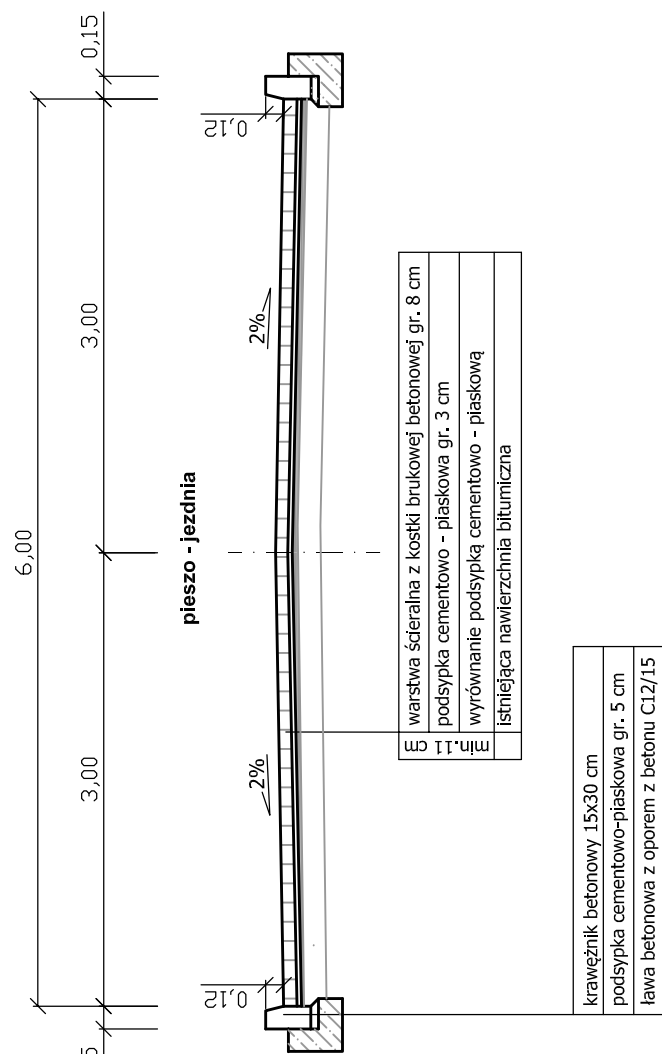 6,00
3,00
3,00
0,15
pieszo - jezdnia
2%
2%
0,12
0,12
min.11 cm
warstwa ścieralna z kostki brukowej betonowej gr. 8 cm
podsypka cementowo - piaskowa gr. 3 cm
wyrównanie podsypką cementowo - piaskową
istniejąca nawierzchnia bitumiczna
krawężnik betonowy 15x30 cm
podsypka cementowo-piaskowa gr. 5 cm
ława betonowa z oporem z betonu C12/15